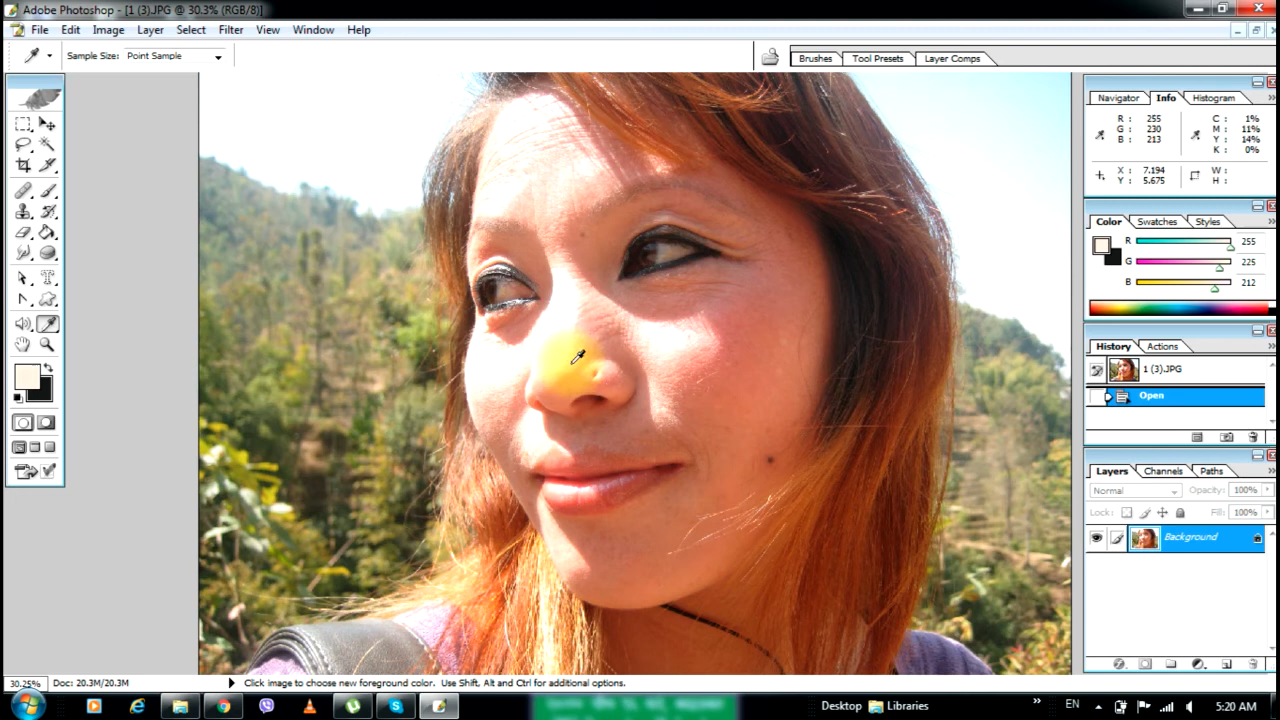 Adobe Photoshop - [1 (3).JPG @ 30.3% (RGB/8)]
File Edit Image Layer Select Filter View Window Help
Sample Size: Point Sample
Brushes Tool Presets Layer Comps
Navigator Info Histogram
R : 255 C : 1%
G : 230 M : 11%
B : 213 Y : 14%
K : 0%
X : 7.194 W :
Y : 5.675 H :
Color Swatches Styles
R 255
G 225
B 212
History Actions
1 (3).JPG
Open
Layers Channels Paths
Normal Opacity: 100%
Lock: Fill: 100%
Background
30.25% Doc: 20.3M/20.3M Click image to choose new foreground color. Use Shift, Alt and Ctrl for additional options.
Desktop Libraries EN 5:20 AM